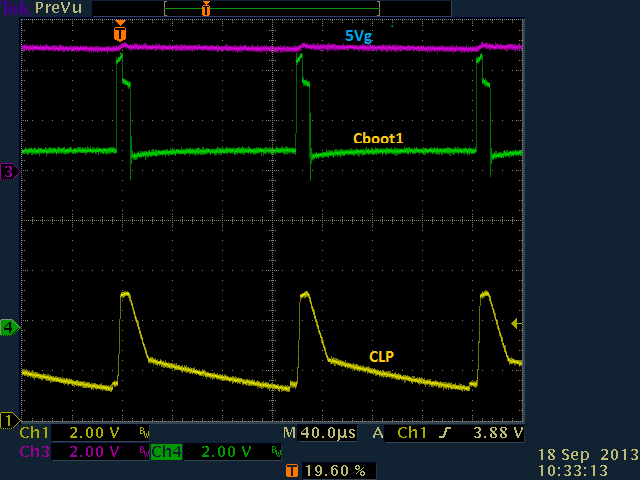 Tek PreVu
T
T
5Vg
Cboot1
3
4
CLP
1
Ch1 2.00 V BW M 40.0µs A Ch1 3.88 V
Ch3 2.00 V BW Ch4 2.00 V BW
18 Sep 2013
10:33:13
T 19.60 %